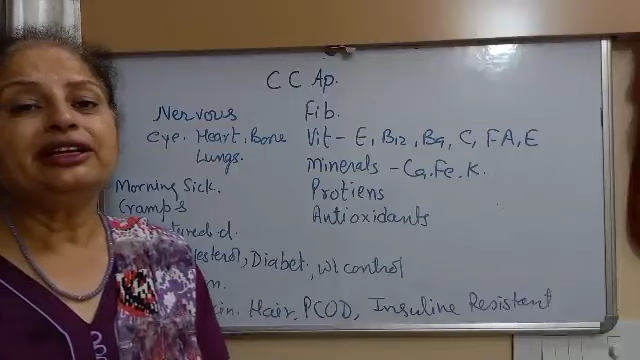 C C Ap.
Nervous Fib.
Eye. Heart, Bone Vit - E, B12, B9, C, FA, E
Lungs. Minerals - Ca. Fe. K.
Morning Sick. Protiens
Cramps Antioxidants
Diabet., wt control
Hair, PCOD, Insuline Resistant